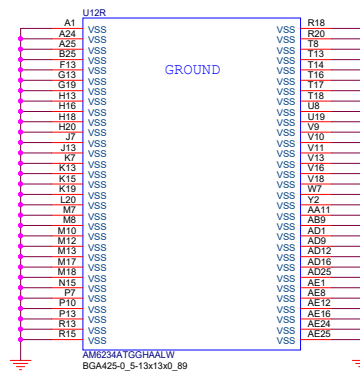 U12R
A1 VSS VSS R18
A24 VSS VSS R20
A25 VSS VSS T8
B25 VSS VSS T13
F13 VSS VSS T14
GROUND
G13 VSS VSS T16
G19 VSS VSS T17
H13 VSS VSS T18
H16 VSS VSS U8
H18 VSS VSS U19
H20 VSS VSS V9
J7 VSS VSS V10
J13 VSS VSS V11
K7 VSS VSS V13
K13 VSS VSS V16
K15 VSS VSS V18
K19 VSS VSS W7
L20 VSS VSS Y2
M7 VSS VSS AA11
M8 VSS VSS AB9
M10 VSS VSS AD1
M12 VSS VSS AD9
M13 VSS VSS AD12
M17 VSS VSS AD16
M18 VSS VSS AD25
N15 VSS VSS AE1
P7 VSS VSS AE8
P10 VSS VSS AE12
P13 VSS VSS AE16
R13 VSS VSS AE24
R15 VSS VSS AE25
AM6234ATGGHAALW
BGA425-0_5-13x13x0_89